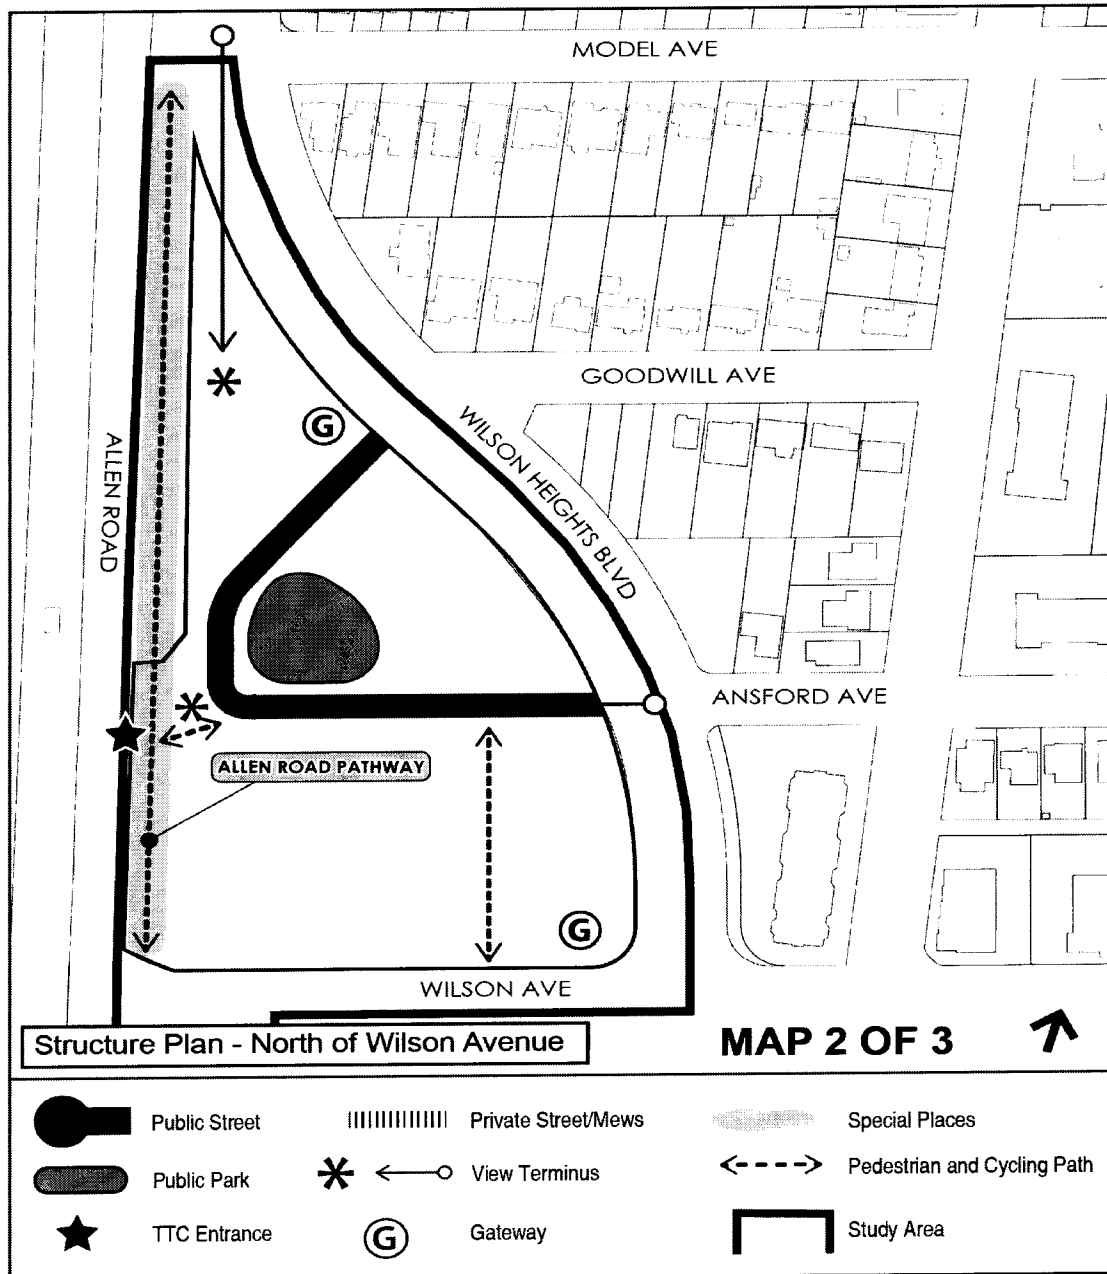 MODEL AVE
GOODWILL AVE
G
WILSON HEIGHTS BLVD
ALLEN ROAD
ANSFORD AVE
ALLEN ROAD PATHWAY
G
WILSON AVE
Structure Plan - North of Wilson Avenue
MAP 2 OF 3
Public Street
Private Street/Mews
Special Places
Public Park
View Terminus
Pedestrian and Cycling Path
TTC Entrance
G
Gateway
Study Area